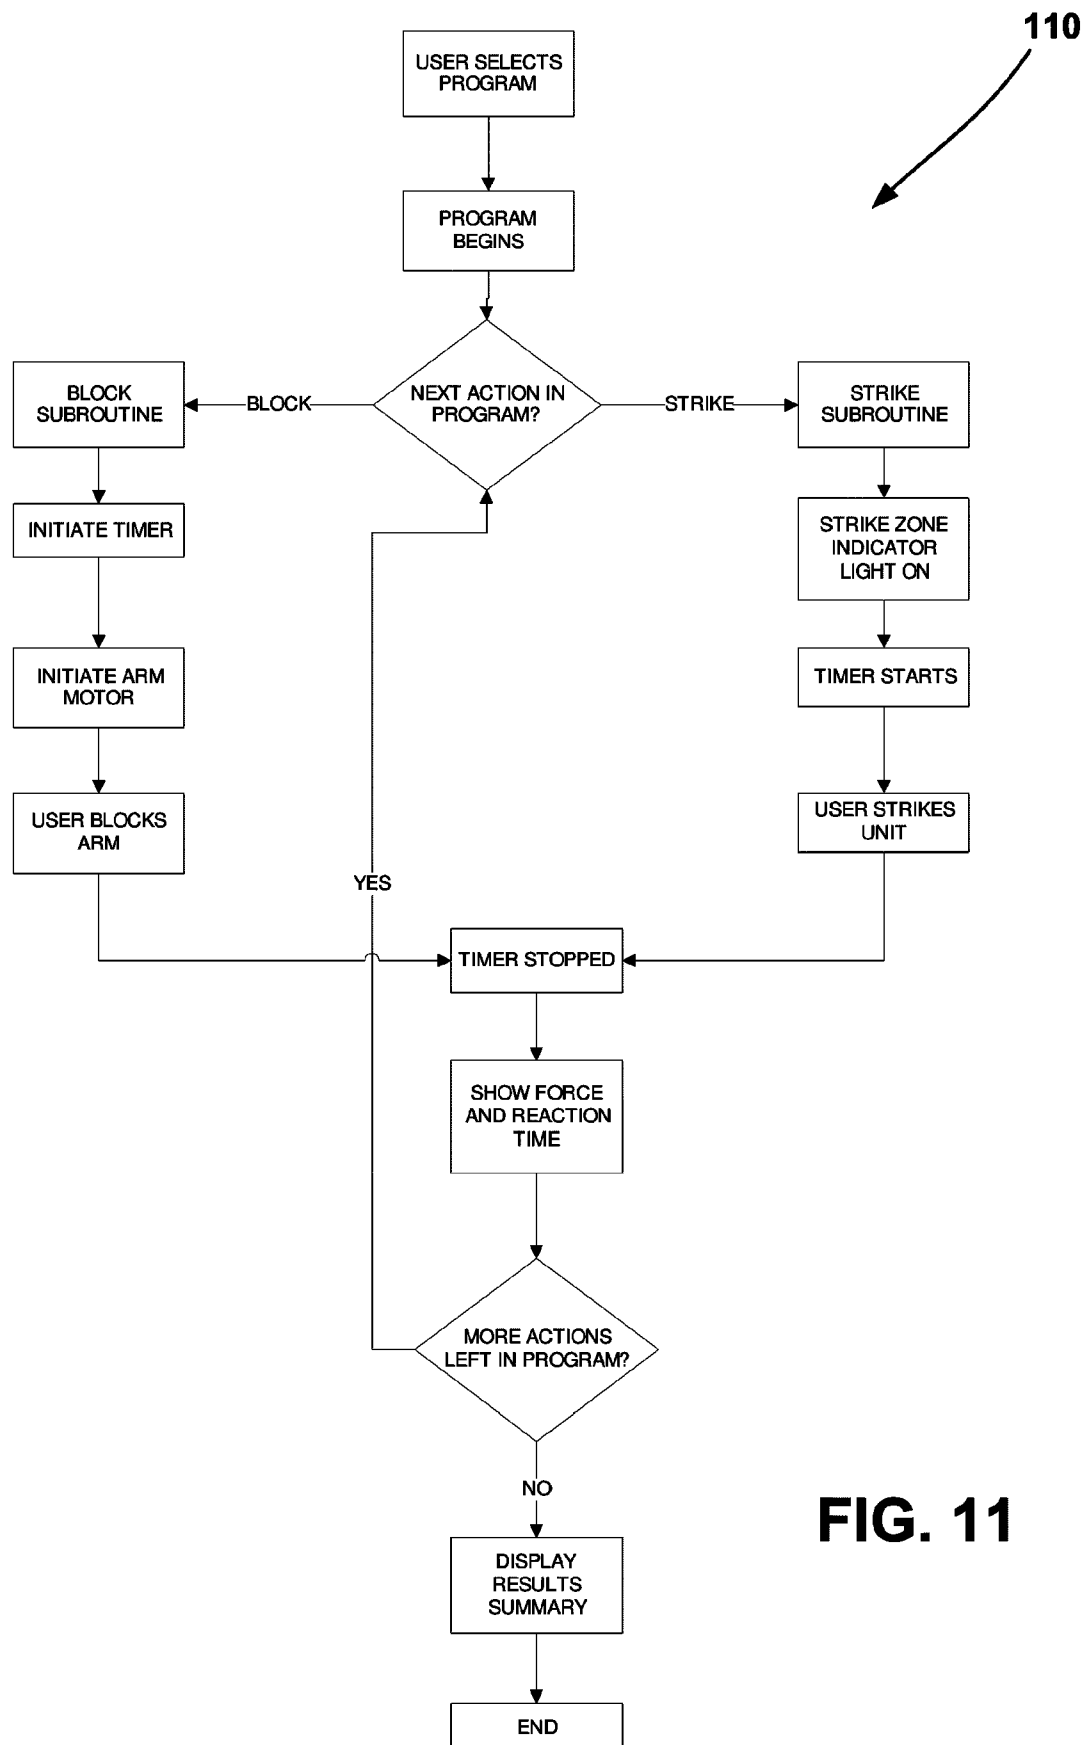 110
USER SELECTS
PROGRAM
PROGRAM
BEGINS
NEXT ACTION IN
PROGRAM?
BLOCK
STRIKE
BLOCK
SUBROUTINE
STRIKE
SUBROUTINE
INITIATE TIMER
STRIKE ZONE
INDICATOR
LIGHT ON
INITIATE ARM
MOTOR
TIMER STARTS
USER BLOCKS
ARM
USER STRIKES
UNIT
YES
TIMER STOPPED
SHOW FORCE
AND REACTION
TIME
MORE ACTIONS
LEFT IN PROGRAM?
NO
DISPLAY
RESULTS
SUMMARY
END
FIG. 11